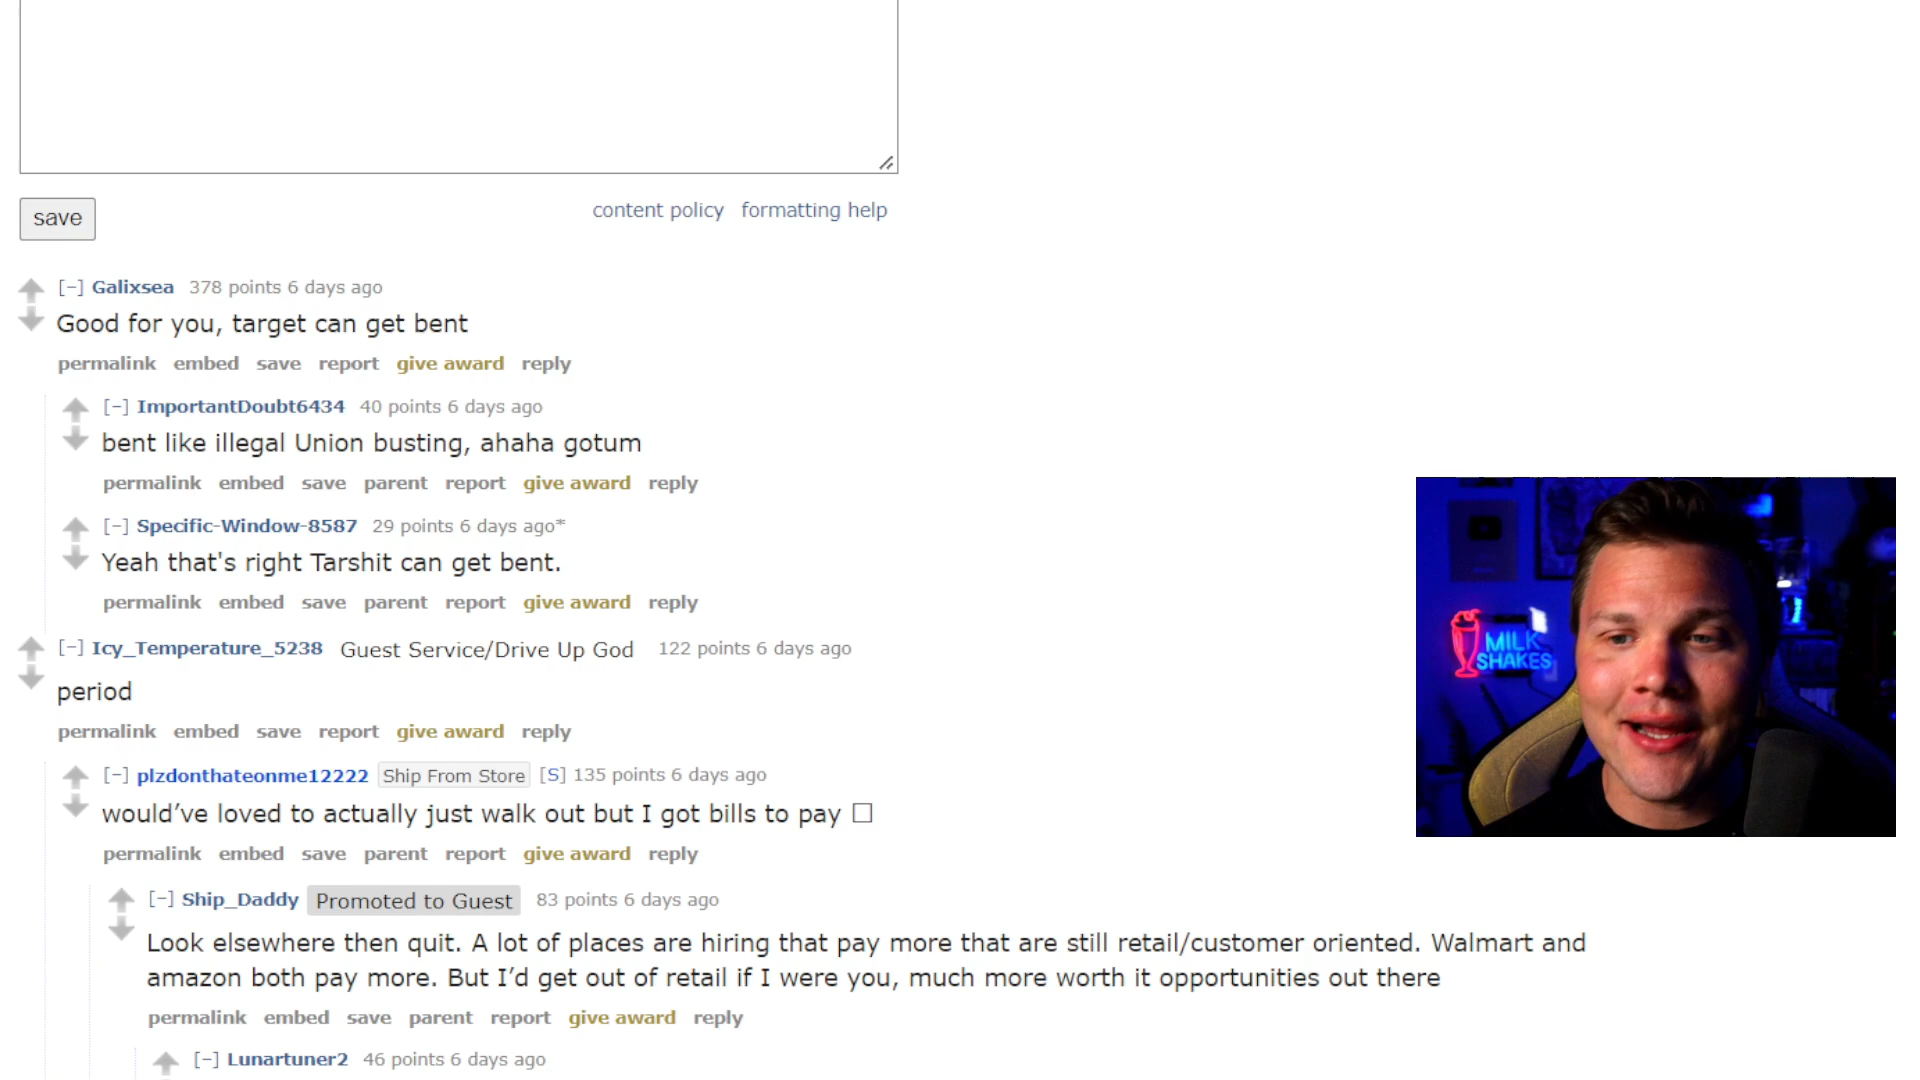 save
content policy formatting help
[–] Galixsea 378 points 6 days ago
Good for you, target can get bent
permalink embed save report give award reply
[–] ImportantDoubt6434 40 points 6 days ago
bent like illegal Union busting, ahaha gotum
permalink embed save parent report give award reply
[–] Specific-Window-8587 29 points 6 days ago*
Yeah that's right Tarshit can get bent.
permalink embed save parent report give award reply
[–] Icy_Temperature_5238 Guest Service/Drive Up God 122 points 6 days ago
period
permalink embed save report give award reply
[–] plzdonthateonme12222 Ship From Store [S] 135 points 6 days ago
would’ve loved to actually just walk out but I got bills to pay □
permalink embed save parent report give award reply
[–] Ship_Daddy Promoted to Guest 83 points 6 days ago
Look elsewhere then quit. A lot of places are hiring that pay more that are still retail/customer oriented. Walmart and
amazon both pay more. But I’d get out of retail if I were you, much more worth it opportunities out there
permalink embed save parent report give award reply
[–] Lunartuner2 46 points 6 days ago
MILK
SHAKES